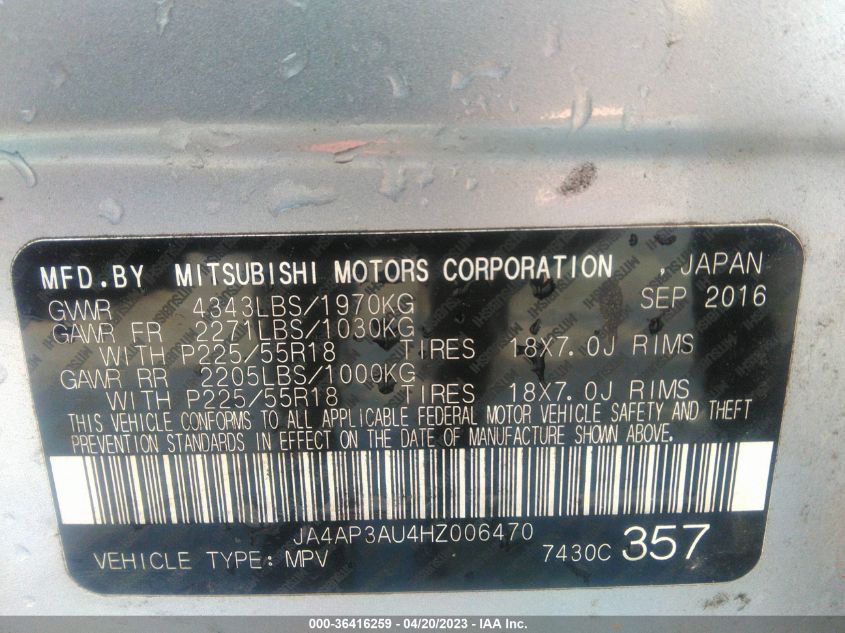 MFD.BY MITSUBISHI MOTORS CORPORATION , JAPAN
GVWR 4343LBS/1970KG SEP 2016
GAWR FR 2271LBS/1030KG
WITH P225/55R18 TIRES 18X7.0J RIMS
GAWR RR 2205LBS/1000KG
WITH P225/55R18 TIRES 18X7.0J RIMS
THIS VEHICLE CONFORMS TO ALL APPLICABLE FEDERAL MOTOR VEHICLE SAFETY AND THEFT
PREVENTION STANDARDS IN EFFECT ON THE DATE OF MANUFACTURE SHOWN ABOVE.
JA4AP3AU4HZ006470
VEHICLE TYPE: MPV 7430C 357
000-36416259 - 04/20/2023 - IAA Inc.